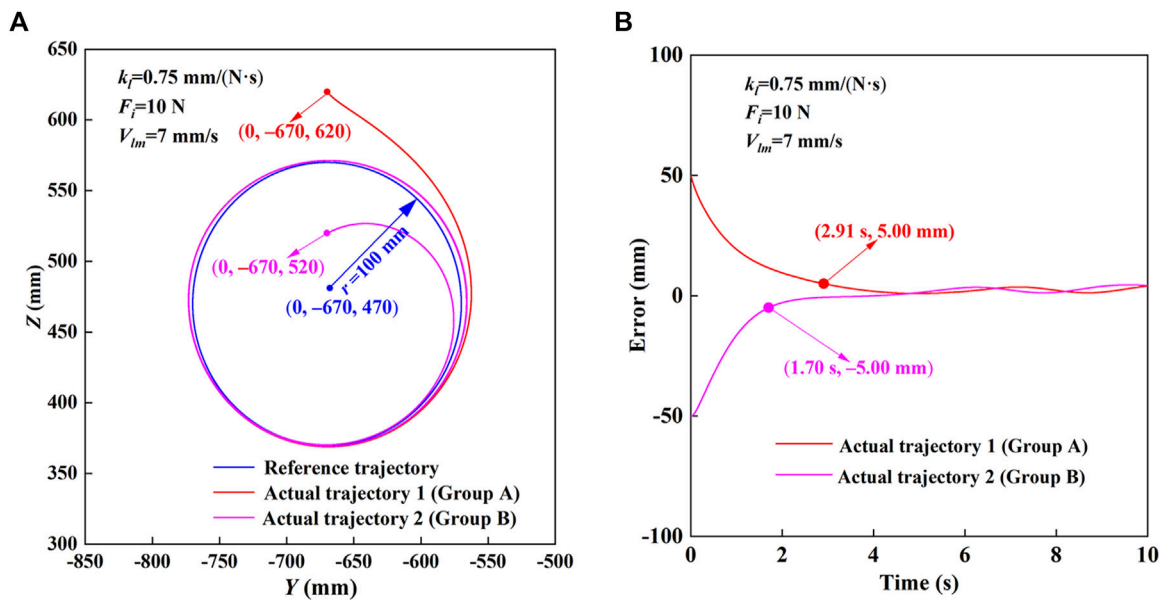 A
650
600
550
500
450
400
350
300
Z (mm)
k_i=0.75 mm/(N·s)
F_i=10 N
V_lm=7 mm/s
(0, −670, 620)
(0, −670, 520)
r=100 mm
(0, −670, 470)
Reference trajectory
Actual trajectory 1 (Group A)
Actual trajectory 2 (Group B)
-850 -800 -750 -700 -650 -600 -550 -500
Y (mm)
B
100
50
0
-50
-100
Error (mm)
k_i=0.75 mm/(N·s)
F_i=10 N
V_lm=7 mm/s
(2.91 s, 5.00 mm)
(1.70 s, −5.00 mm)
Actual trajectory 1 (Group A)
Actual trajectory 2 (Group B)
0 2 4 6 8 10
Time (s)